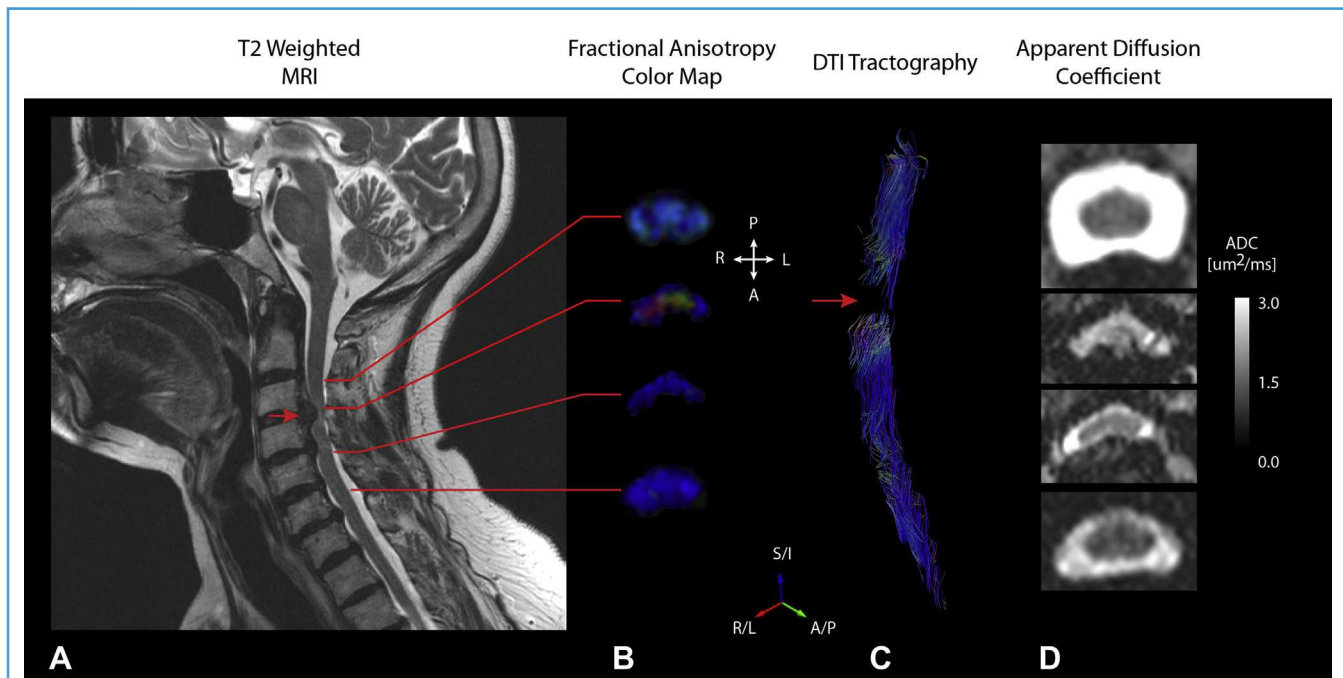 T2 Weighted
MRI
Fractional Anisotropy
Color Map
DTI Tractography
Apparent Diffusion
Coefficient
P
R L
A
ADC
[um²/ms]
3.0
1.5
0.0
S/I
R/L A/P
A B C D